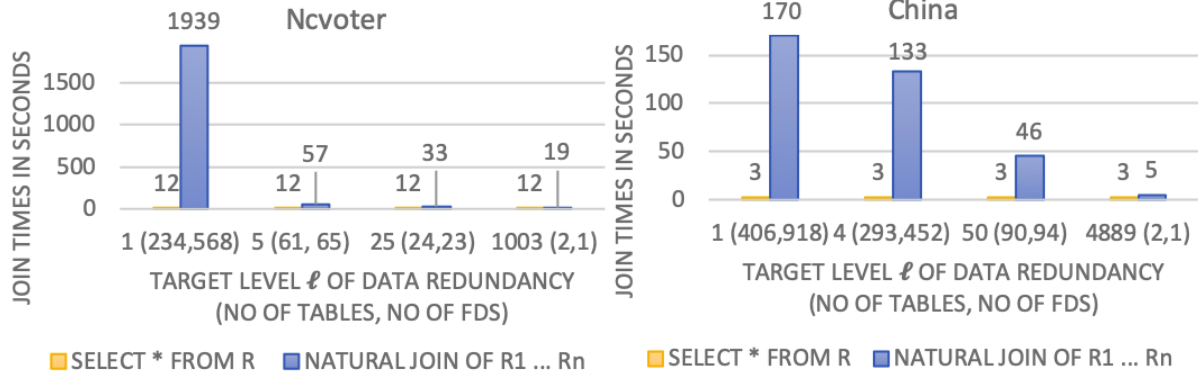 Ncvoter
JOIN TIMES IN SECONDS
1939
1500
1000
500
0
12
12 57
12 33
12 19
1 (234,568) 5 (61, 65) 25 (24,23) 1003 (2,1)
TARGET LEVEL ℓ OF DATA REDUNDANCY
(NO OF TABLES, NO OF FDS)
SELECT * FROM R NATURAL JOIN OF R1 ... Rn
China
JOIN TIMES IN SECONDS
150
100
50
0
3 170
3 133
3 46
3 5
1 (406,918) 4 (293,452) 50 (90,94) 4889 (2,1)
TARGET LEVEL ℓ OF DATA REDUNDANCY
(NO OF TABLES, NO OF FDS)
SELECT * FROM R NATURAL JOIN OF R1 ... Rn